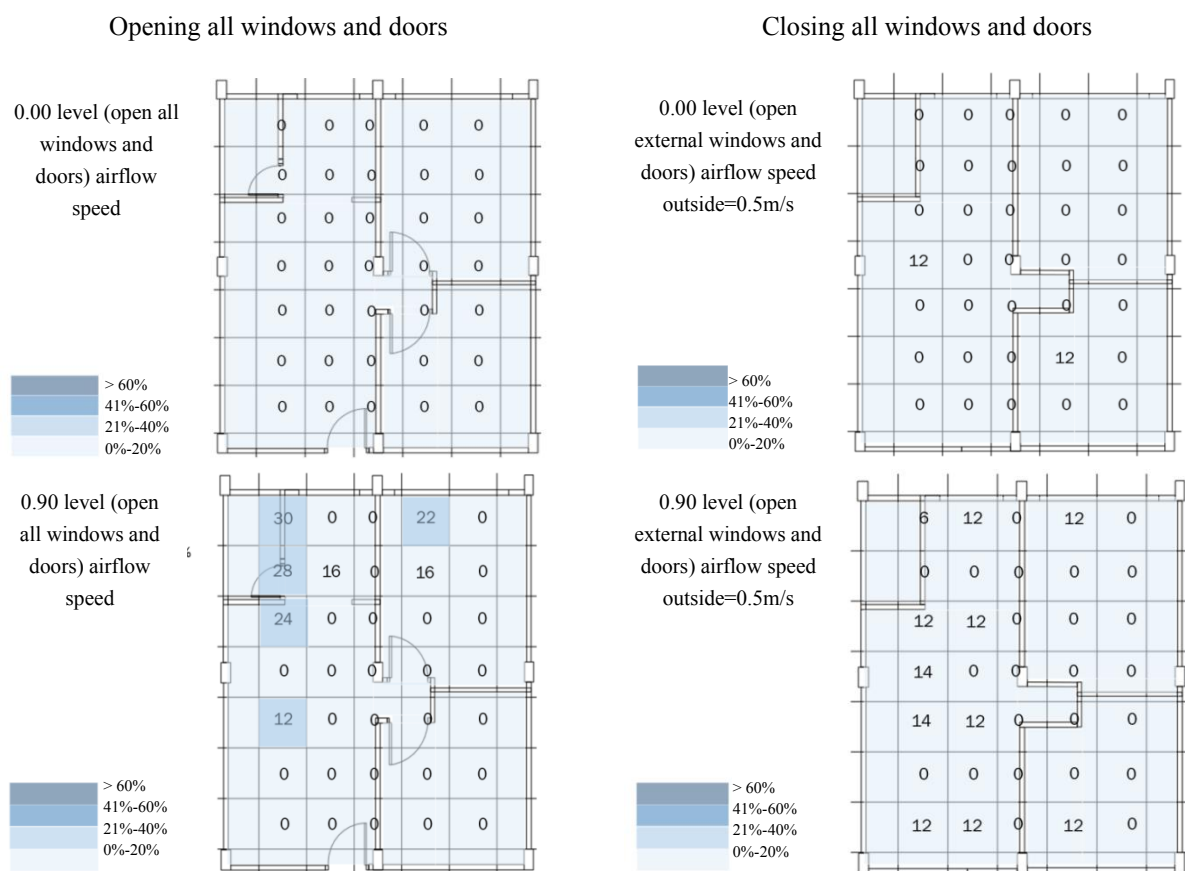 Opening all windows and doors
Closing all windows and doors
0.00 level (open all
windows and
doors) airflow
speed
0 0 0 0 0
0 0 0 0 0
0 0 0 0 0
0 0 0 0 0
0 0 0 0 0
0 0 0 0 0
0 0 0 0 0
> 60%
41%-60%
21%-40%
0%-20%
0.00 level (open
external windows and
doors) airflow speed
outside=0.5m/s
0 0 0 0 0
0 0 0 0 0
0 0 0 0 0
12 0 0 0 0
0 0 0 0 0
0 0 0 12 0
0 0 0 0 0
> 60%
41%-60%
21%-40%
0%-20%
0.90 level (open
all windows and
doors) airflow
speed
%
30 0 0 22 0
28 16 0 16 0
24 0 0 0 0
0 0 0 0 0
12 0 0 0 0
0 0 0 0 0
0 0 0 0 0
> 60%
41%-60%
21%-40%
0%-20%
0.90 level (open
external windows and
doors) airflow speed
outside=0.5m/s
6 12 0 12 0
0 0 0 0 0
12 12 0 0 0
14 0 0 0 0
14 12 0 0 0
0 0 0 0 0
12 12 0 12 0
> 60%
41%-60%
21%-40%
0%-20%